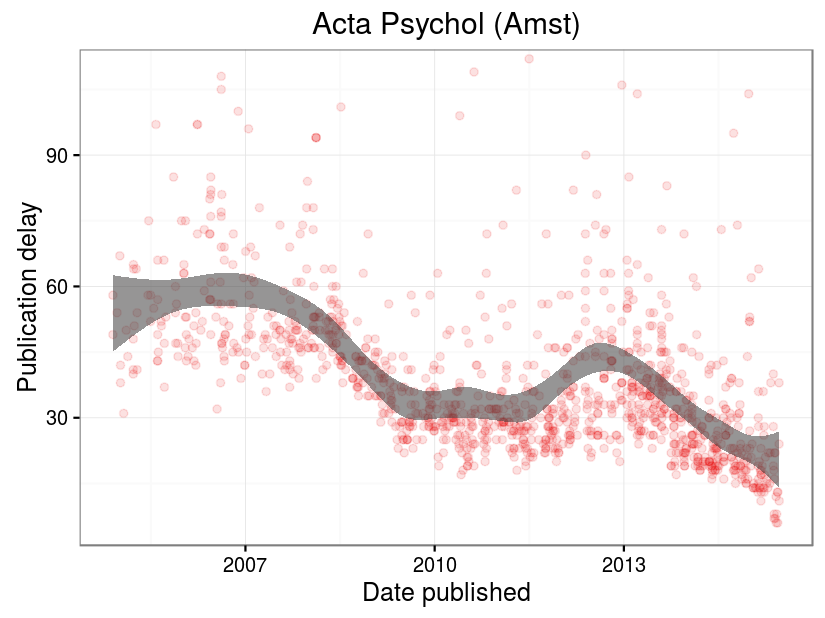 Acta Psychol (Amst)
Publication delay
90
60
30
2007 2010 2013
Date published